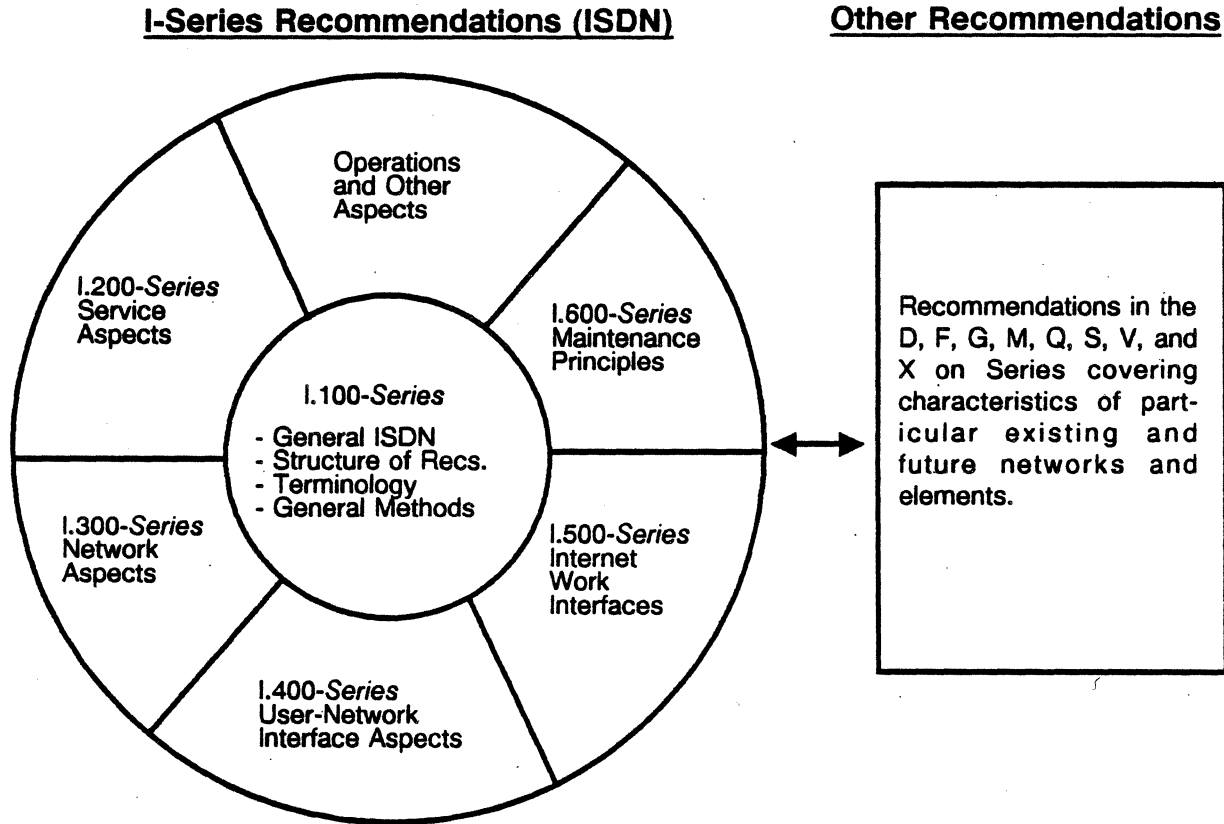 I-Series Recommendations (ISDN)
Other Recommendations
Operations
and Other
Aspects
I.200-Series
Service
Aspects
I.600-Series
Maintenance
Principles
I.100-Series
- General ISDN
- Structure of Recs.
- Terminology
- General Methods
I.300-Series
Network
Aspects
I.500-Series
Internet
Work
Interfaces
I.400-Series
User-Network
Interface Aspects
Recommendations in the
D, F, G, M, Q, S, V, and
X on Series covering
characteristics of part-
icular existing and
future networks and
elements.